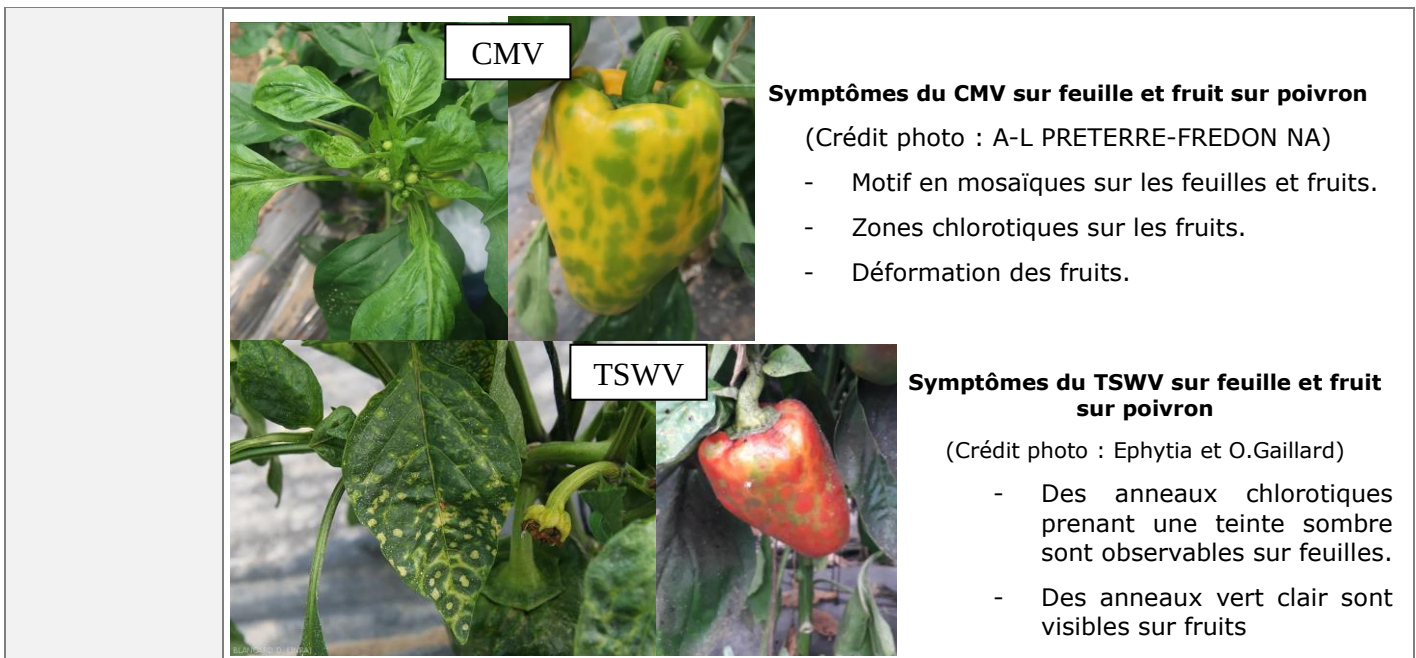 CMV
Symptômes du CMV sur feuille et fruit sur poivron
(Crédit photo : A-L PRETERRE-FREDON NA)
- Motif en mosaïques sur les feuilles et fruits.
- Zones chlorotiques sur les fruits.
- Déformation des fruits.
TSWV
Symptômes du TSWV sur feuille et fruit
sur poivron
(Crédit photo : Ephytia et O.Gaillard)
- Des anneaux chlorotiques
prenant une teinte sombre
sont observables sur feuilles.
- Des anneaux vert clair sont
visibles sur fruits